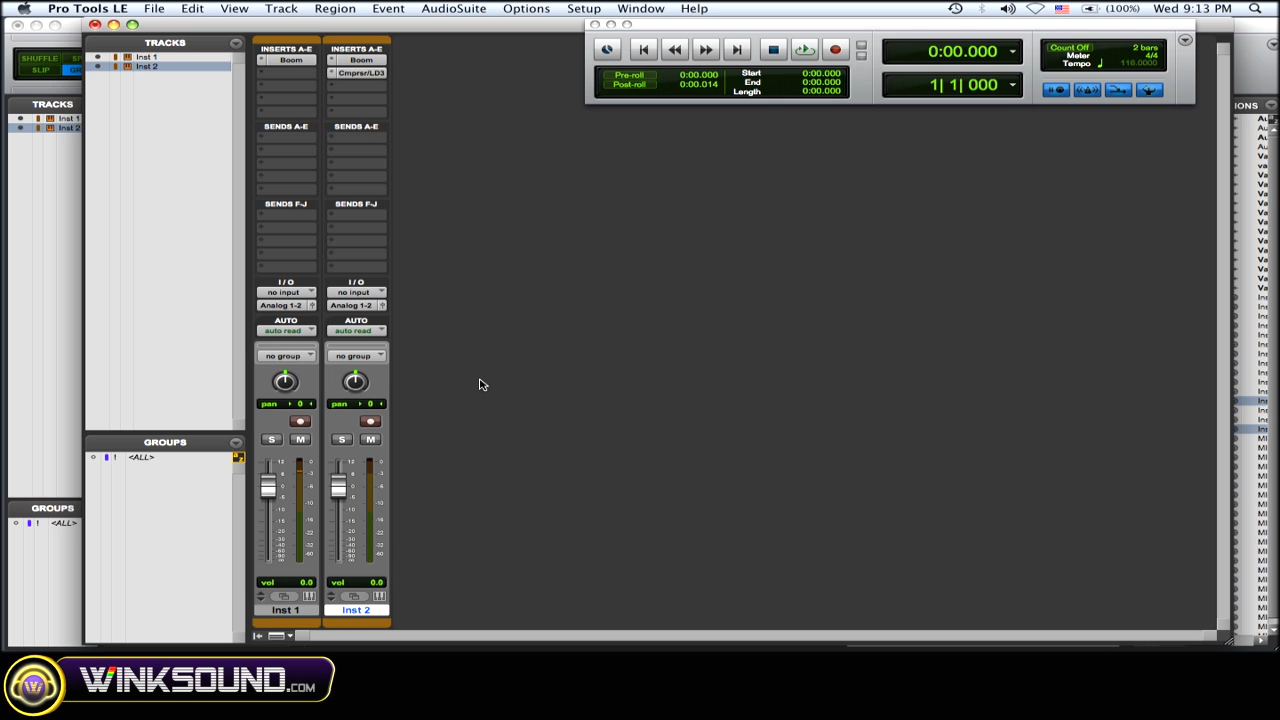 Pro Tools LE File Edit View Track Region Event AudioSuite Options Setup Window Help (100%) Wed 9:13 PM
TRACKS
Inst 1
Inst 2
SHUFFLE
SLIP
TRACKS
Inst 1
Inst 2
INSERTS A-E INSERTS A-E
Boom Boom
Cmprsr/LD3
SENDS A-E SENDS A-E
SENDS F-J SENDS F-J
I / O I / O
no input no input
Analog 1-2 Analog 1-2
AUTO AUTO
auto read auto read
no group no group
pan 0 pan 0
S M S M
vol 0.0 vol 0.0
Inst 1 Inst 2
GROUPS
! <ALL>
GROUPS
! <ALL>
Pre-roll 0:00.000
Post-roll 0:00.014
Start 0:00.000
End 0:00.000
Length 0:00.000
0:00.000
1| 1| 000
Count Off 2 bars
Meter 4/4
Tempo 116.0000
IONS
W WINKSOUND.COM